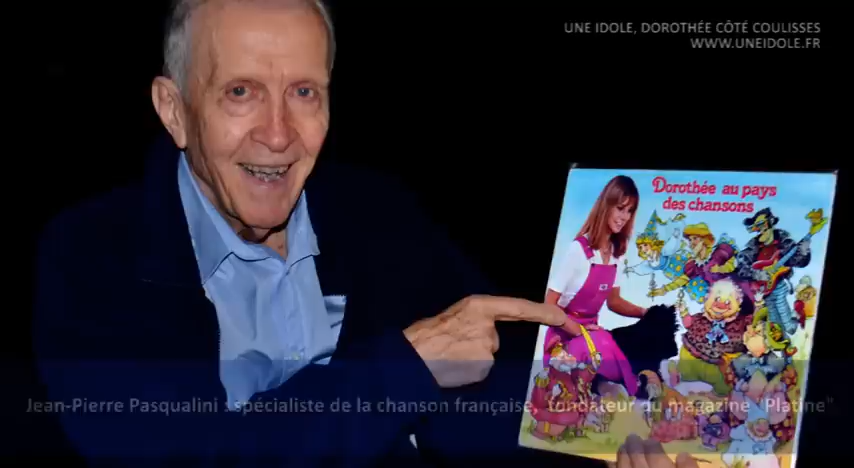 UNE IDOLE, DOROTHÉE CÔTÉ COULISSES
WWW.UNEIDOLE.FR
Dorothée au pays
des chansons
Jean-Pierre Pasqualini : spécialiste de la chanson française, fondateur du magazine "Platine"